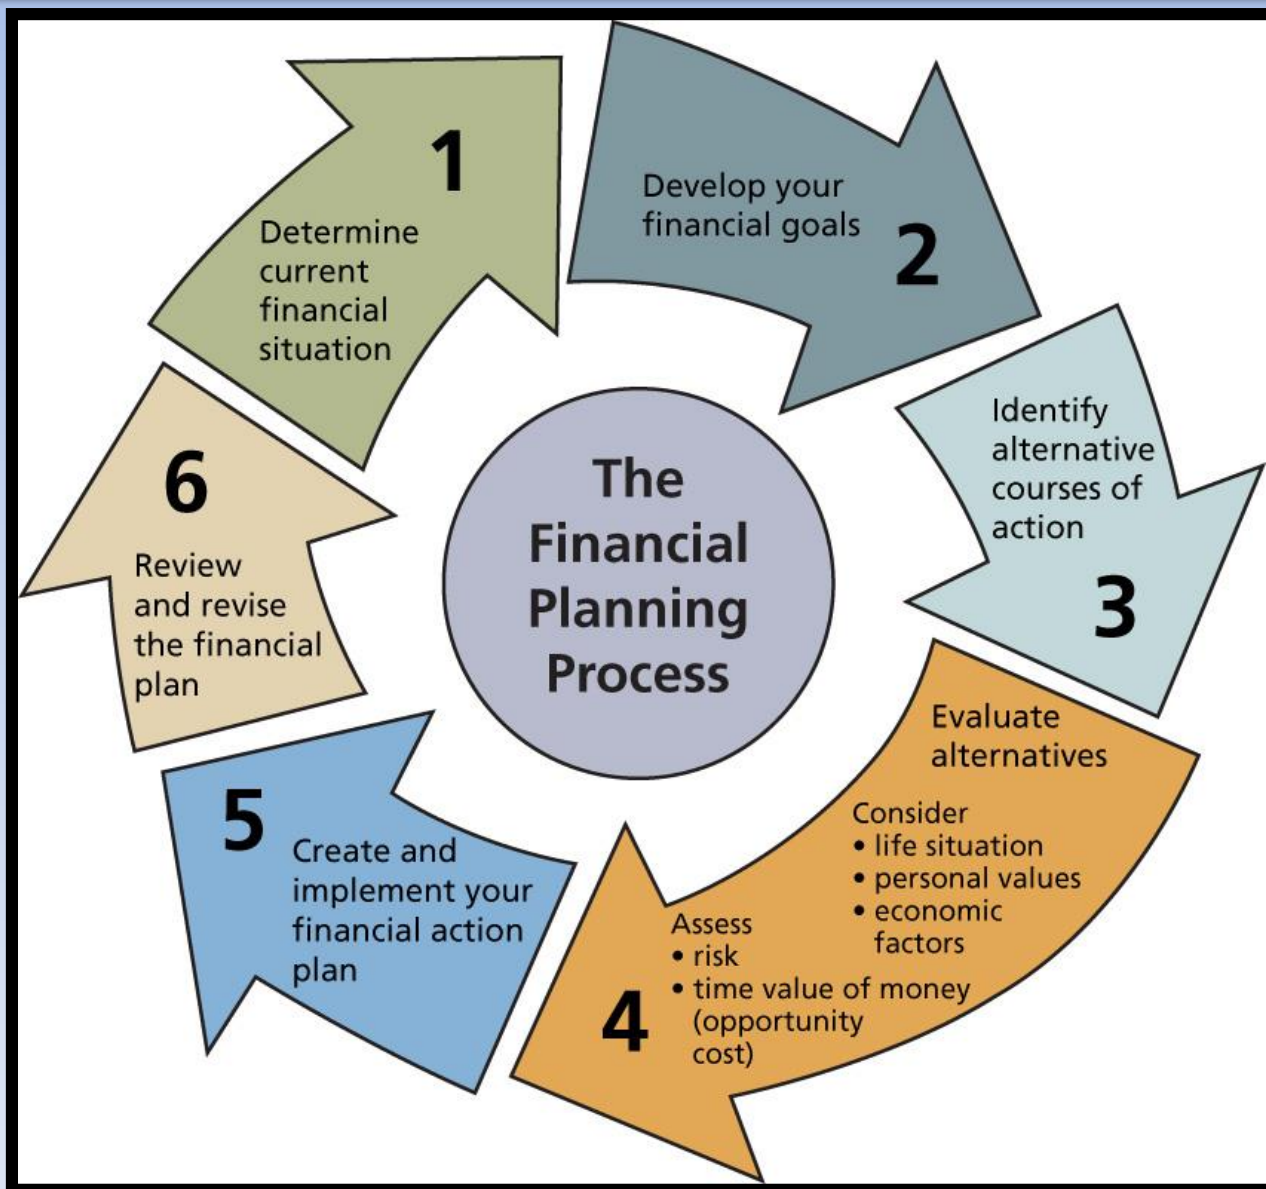 1
Determine
current
financial
situation
Develop your
financial goals
2
Identify
alternative
courses of
action
3
Evaluate
alternatives
Consider
• life situation
• personal values
• economic
factors
Assess
• risk
• time value of money
(opportunity
cost)
4
5
Create and
implement your
financial action
plan
6
Review
and revise
the financial
plan
The
Financial
Planning
Process